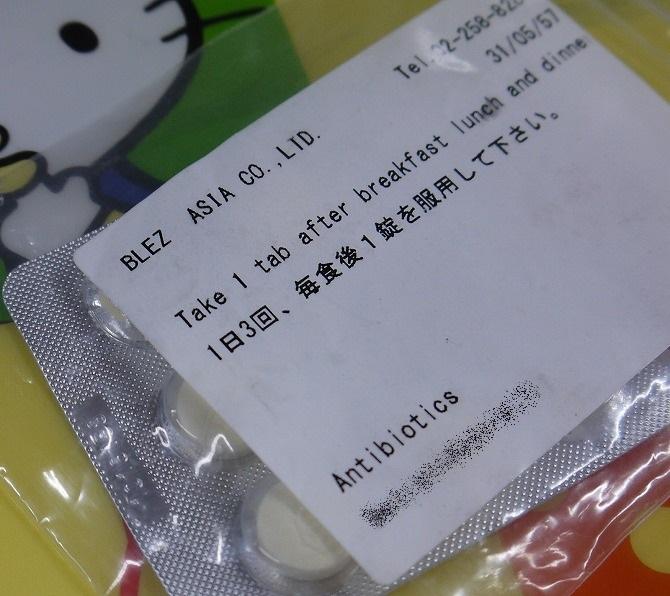 Tel. 02-258-82
31/05/57
BLEZ ASIA CO.,LTD.
Take 1 tab after breakfast lunch and dinne
1日3回、毎食後1錠を服用して下さい。
Antibiotics